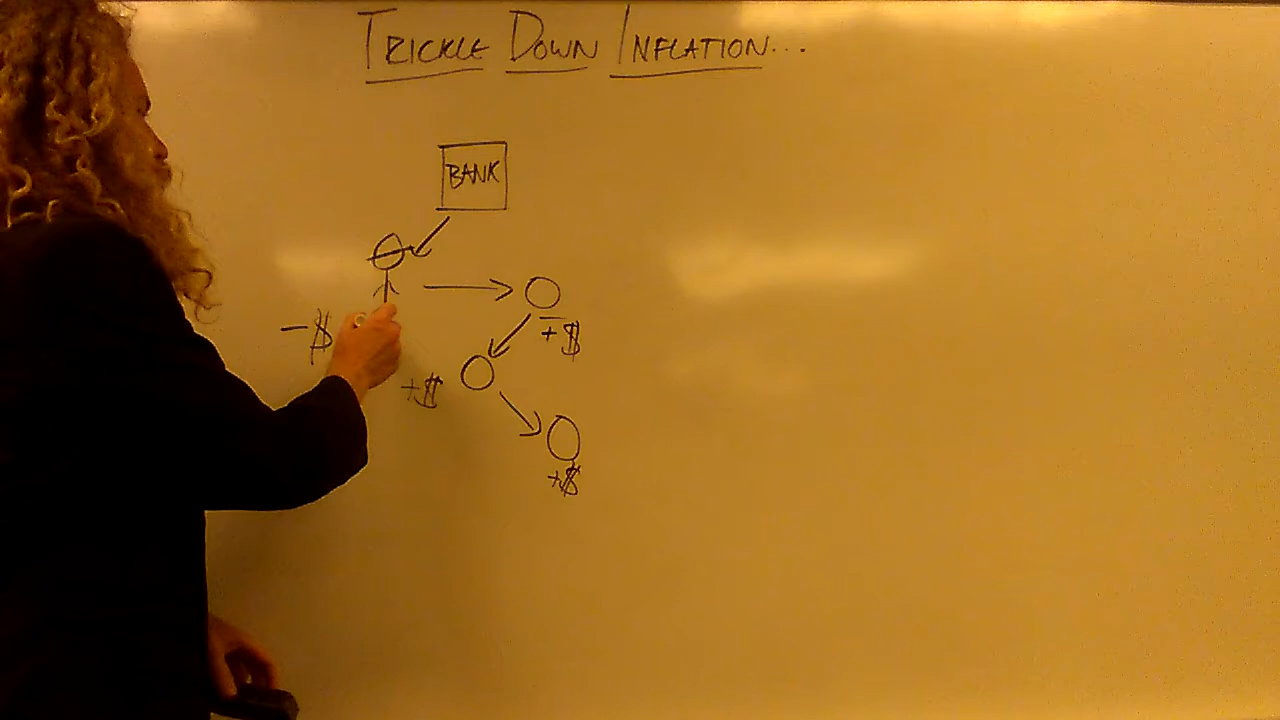 TRICKLE DOWN INFLATION...
BANK
-$
+$
+$
+$